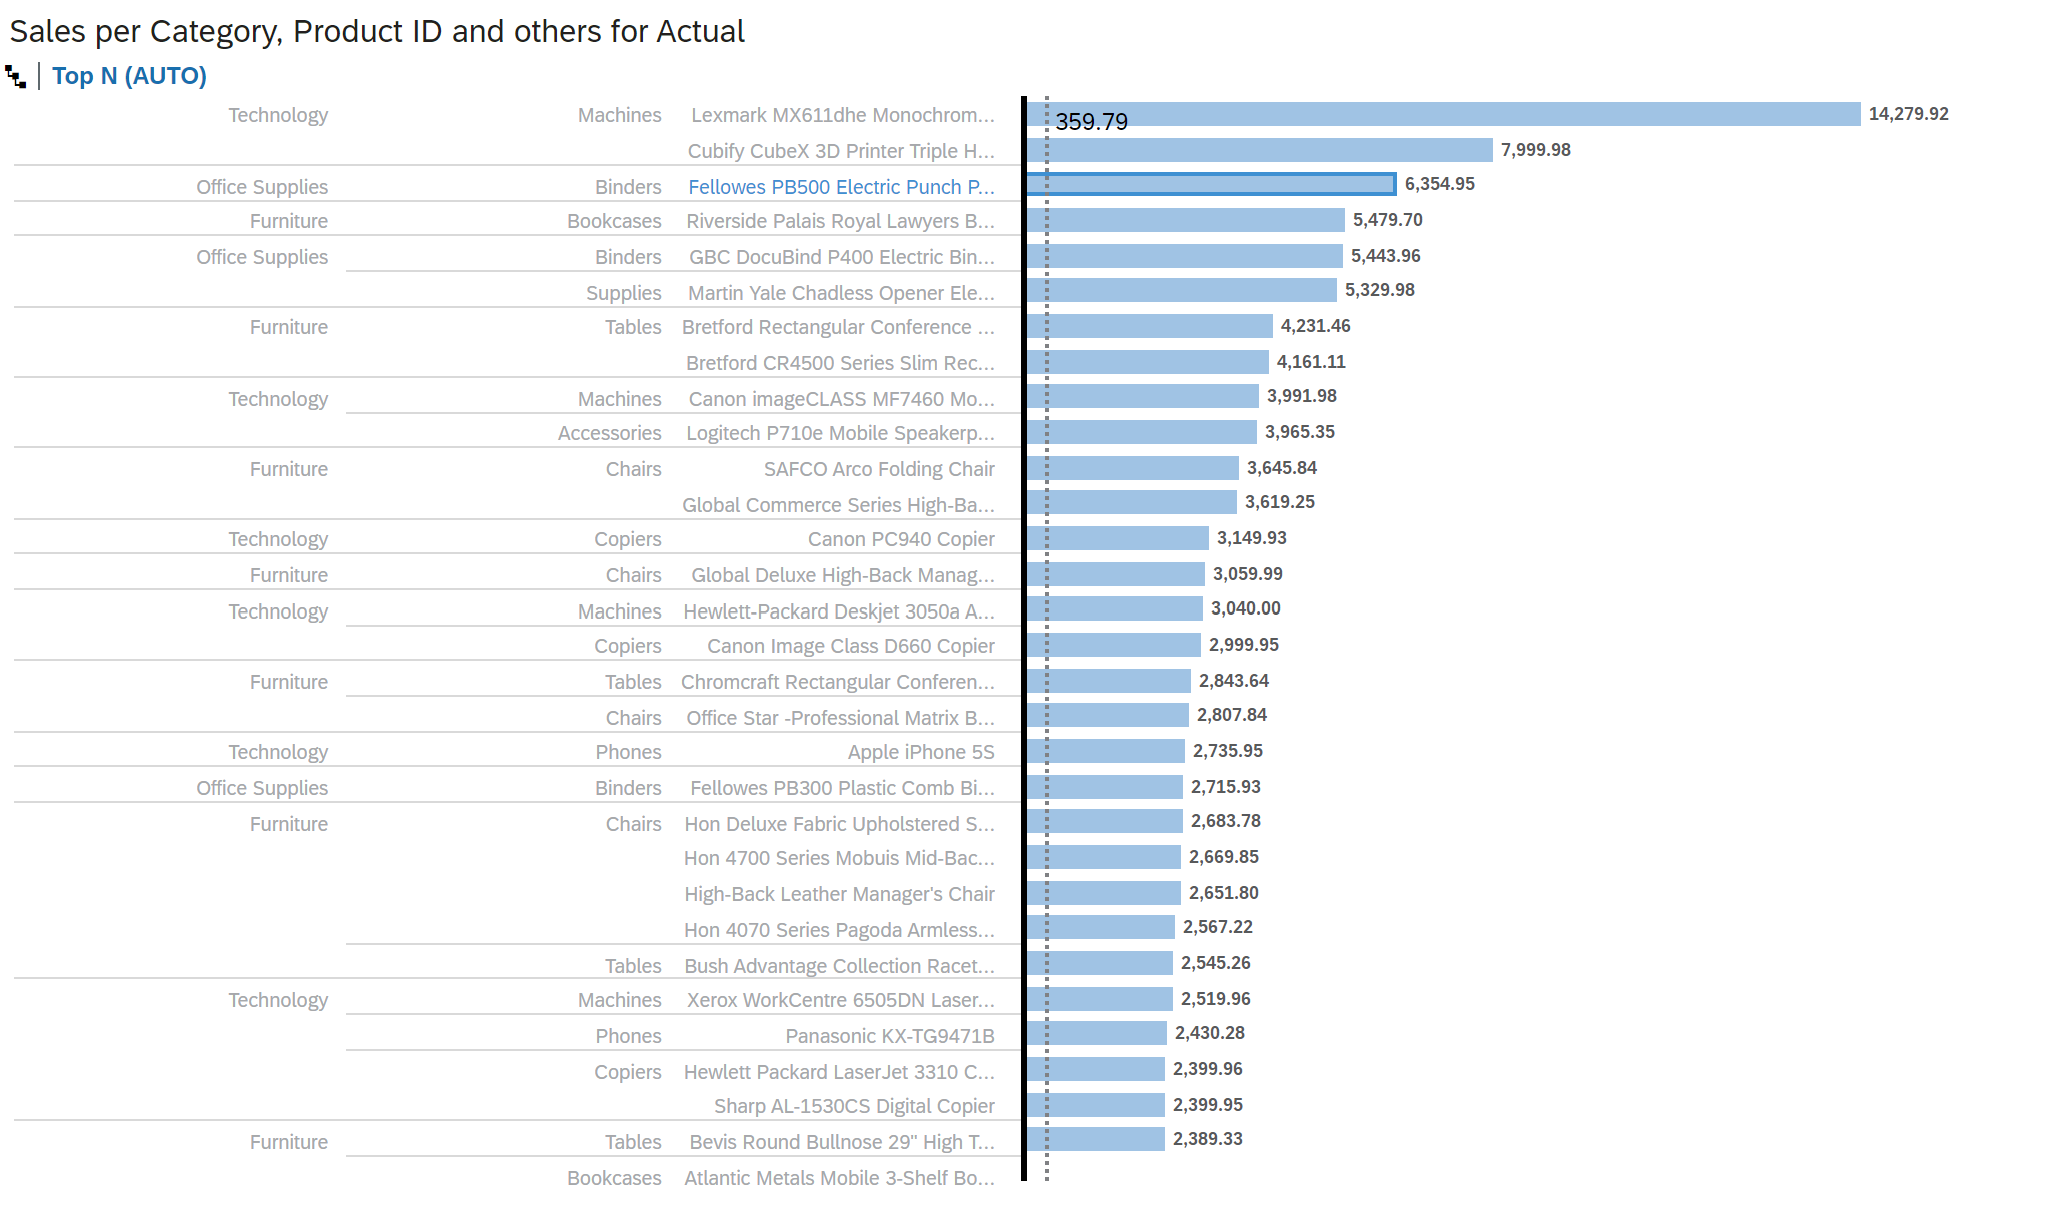 Sales per Category, Product ID and others for Actual
Top N (AUTO)
Technology Machines Lexmark MX611dhe Monochrom... 14,279.92
359.79
Cubify CubeX 3D Printer Triple H... 7,999.98
Office Supplies Binders Fellowes PB500 Electric Punch P... 6,354.95
Furniture Bookcases Riverside Palais Royal Lawyers B... 5,479.70
Office Supplies Binders GBC DocuBind P400 Electric Bin... 5,443.96
Supplies Martin Yale Chadless Opener Ele... 5,329.98
Furniture Tables Bretford Rectangular Conference ... 4,231.46
Bretford CR4500 Series Slim Rec... 4,161.11
Technology Machines Canon imageCLASS MF7460 Mo... 3,991.98
Accessories Logitech P710e Mobile Speakerp... 3,965.35
Furniture Chairs SAFCO Arco Folding Chair 3,645.84
Global Commerce Series High-Ba... 3,619.25
Technology Copiers Canon PC940 Copier 3,149.93
Furniture Chairs Global Deluxe High-Back Manag... 3,059.99
Technology Machines Hewlett-Packard Deskjet 3050a A... 3,040.00
Copiers Canon Image Class D660 Copier 2,999.95
Furniture Tables Chromcraft Rectangular Conferen... 2,843.64
Chairs Office Star -Professional Matrix B... 2,807.84
Technology Phones Apple iPhone 5S 2,735.95
Office Supplies Binders Fellowes PB300 Plastic Comb Bi... 2,715.93
Furniture Chairs Hon Deluxe Fabric Upholstered S... 2,683.78
Hon 4700 Series Mobuis Mid-Bac... 2,669.85
High-Back Leather Manager's Chair 2,651.80
Hon 4070 Series Pagoda Armless... 2,567.22
Tables Bush Advantage Collection Racet... 2,545.26
Technology Machines Xerox WorkCentre 6505DN Laser... 2,519.96
Phones Panasonic KX-TG9471B 2,430.28
Copiers Hewlett Packard LaserJet 3310 C... 2,399.96
Sharp AL-1530CS Digital Copier 2,399.95
Furniture Tables Bevis Round Bullnose 29" High T... 2,389.33
Bookcases Atlantic Metals Mobile 3-Shelf Bo...